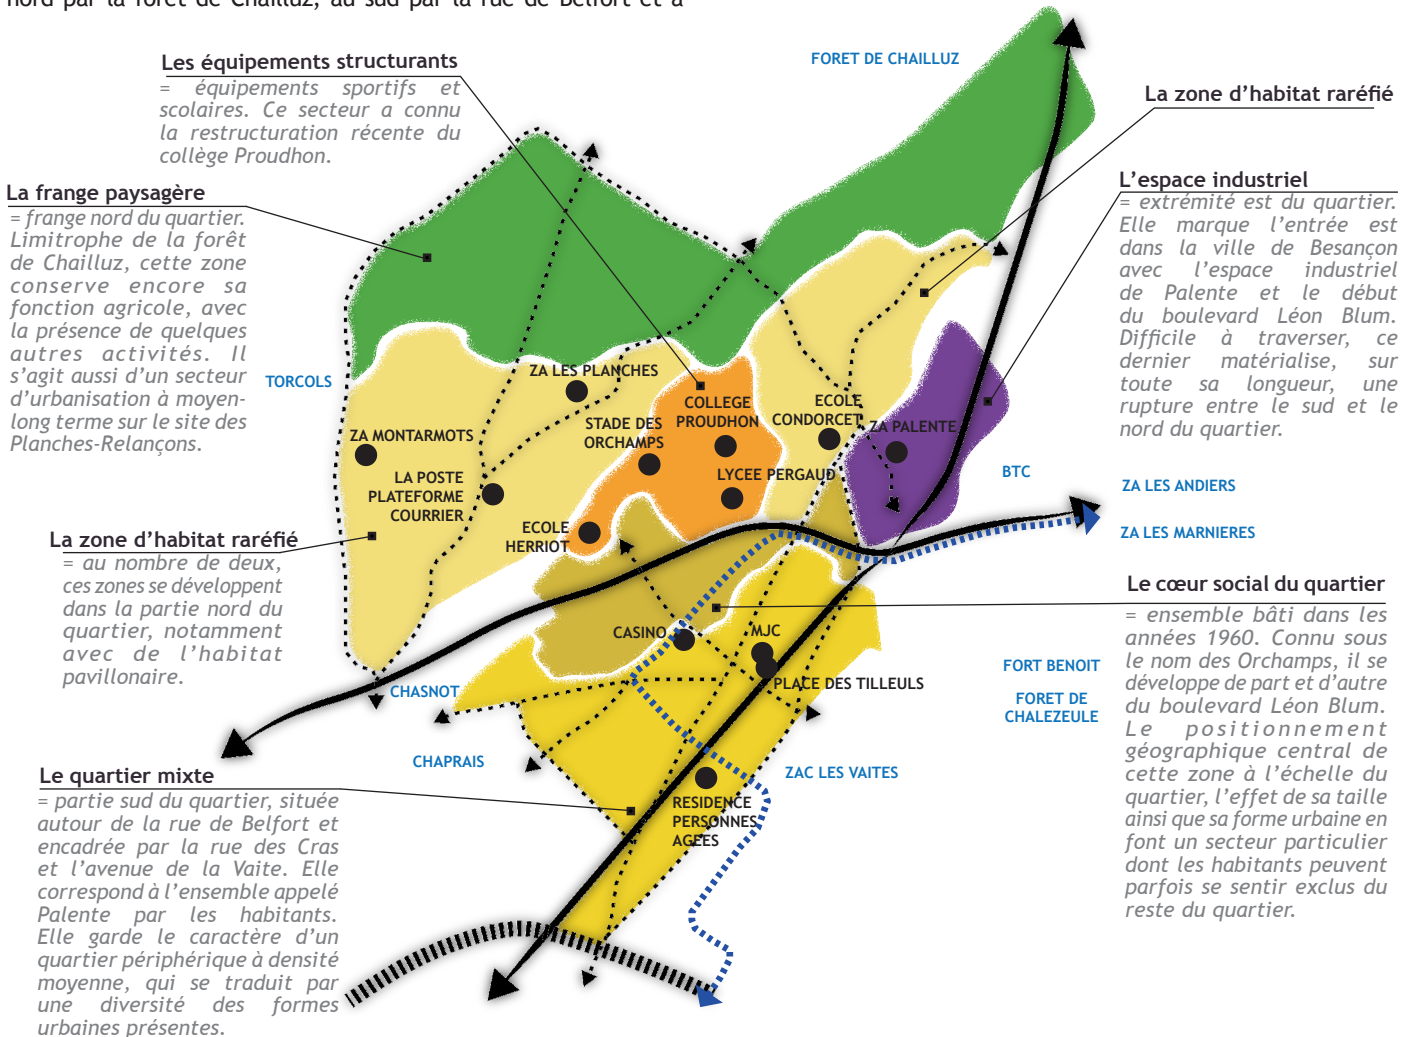 nord par la forêt de Chailluz, au sud par la rue de Belfort et à
FORET DE CHAILLUZ
Les équipements structurants
= équipements sportifs et
scolaires. Ce secteur a connu
la restructuration récente du
collège Proudhon.
La zone d’habitat raréfié
La frange paysagère
= frange nord du quartier.
Limitrophe de la forêt
de Chailluz, cette zone
conserve encore sa
fonction agricole, avec
la présence de quelques
autres activités. Il
s’agit aussi d’un secteur
d’urbanisation à moyen-
long terme sur le site des
Planches-Relançons.
L’espace industriel
= extrémité est du quartier.
Elle marque l’entrée est
dans la ville de Besançon
avec l’espace industriel
de Palente et le début
du boulevard Léon Blum.
Difficile à traverser, ce
dernier matérialise, sur
toute sa longueur, une
rupture entre le sud et le
nord du quartier.
TORCOLS
ZA LES PLANCHES
ZA MONTARMOTS
LA POSTE
PLATEFORME
COURRIER
STADE DES
ORCHAMPS
COLLEGE
PROUDHON
LYCEE PERGAUD
ECOLE
CONDORCET
ZA PALENTE
ECOLE
HERRIOT
BTC
ZA LES ANDIERS
ZA LES MARNIERES
La zone d’habitat raréfié
= au nombre de deux,
ces zones se développent
dans la partie nord du
quartier, notamment
avec de l’habitat
pavillonaire.
Le cœur social du quartier
= ensemble bâti dans les
années 1960. Connu sous
le nom des Orchamps, il se
développe de part et d’autre
du boulevard Léon Blum.
Le positionnement
géographique central de
cette zone à l’échelle du
quartier, l’effet de sa taille
ainsi que sa forme urbaine en
font un secteur particulier
dont les habitants peuvent
parfois se sentir exclus du
reste du quartier.
CASINO
MJC
PLACE DES TILLEULS
CHASNOT
FORT BENOIT
FORET DE
CHALEZEULE
CHAPRAIS
ZAC LES VAITES
RESIDENCE
PERSONNES
AGEES
Le quartier mixte
= partie sud du quartier, située
autour de la rue de Belfort et
encadrée par la rue des Cras
et l’avenue de la Vaite. Elle
correspond à l’ensemble appelé
Palente par les habitants.
Elle garde le caractère d’un
quartier périphérique à densité
moyenne, qui se traduit par
une diversité des formes
urbaines présentes.